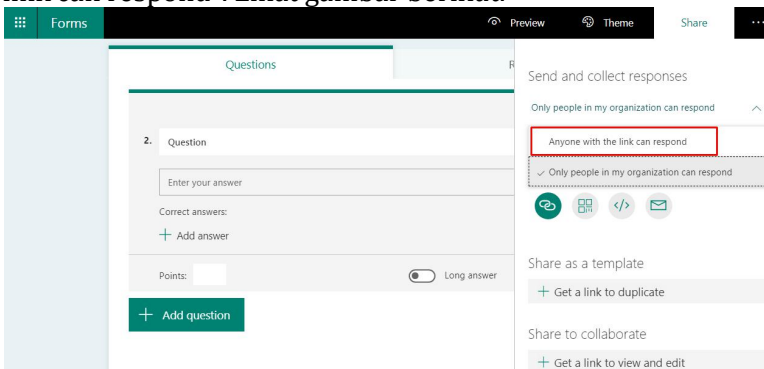 Forms
Preview
Theme
Share
Questions
Send and collect responses
Only people in my organization can respond
Anyone with the link can respond
Only people in my organization can respond
2.
Question
Enter your answer
Correct answers:
+ Add answer
Points:
Long answer
+ Add question
Share as a template
+ Get a link to duplicate
Share to collaborate
+ Get a link to view and edit